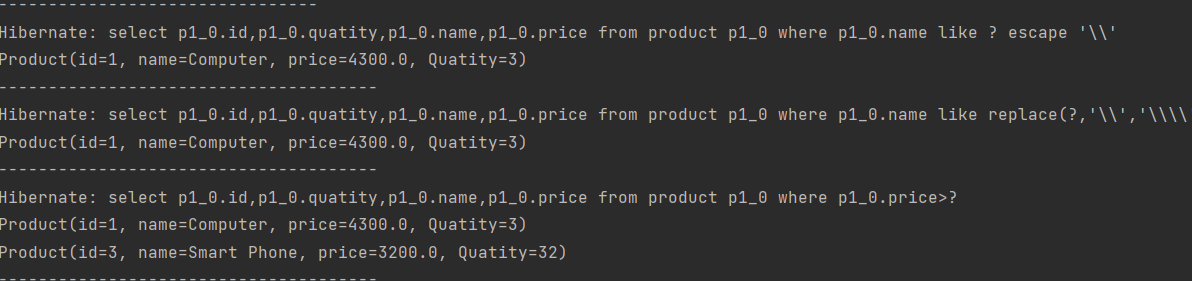 --------------------------------
Hibernate: select p1_0.id,p1_0.quatity,p1_0.name,p1_0.price from product p1_0 where p1_0.name like ? escape '\\'
Product(id=1, name=Computer, price=4300.0, Quatity=3)
--------------------------------------
Hibernate: select p1_0.id,p1_0.quatity,p1_0.name,p1_0.price from product p1_0 where p1_0.name like replace(?,'\\','\\\\
Product(id=1, name=Computer, price=4300.0, Quatity=3)
--------------------------------------
Hibernate: select p1_0.id,p1_0.quatity,p1_0.name,p1_0.price from product p1_0 where p1_0.price>?
Product(id=1, name=Computer, price=4300.0, Quatity=3)
Product(id=3, name=Smart Phone, price=3200.0, Quatity=32)
--------------------------------------